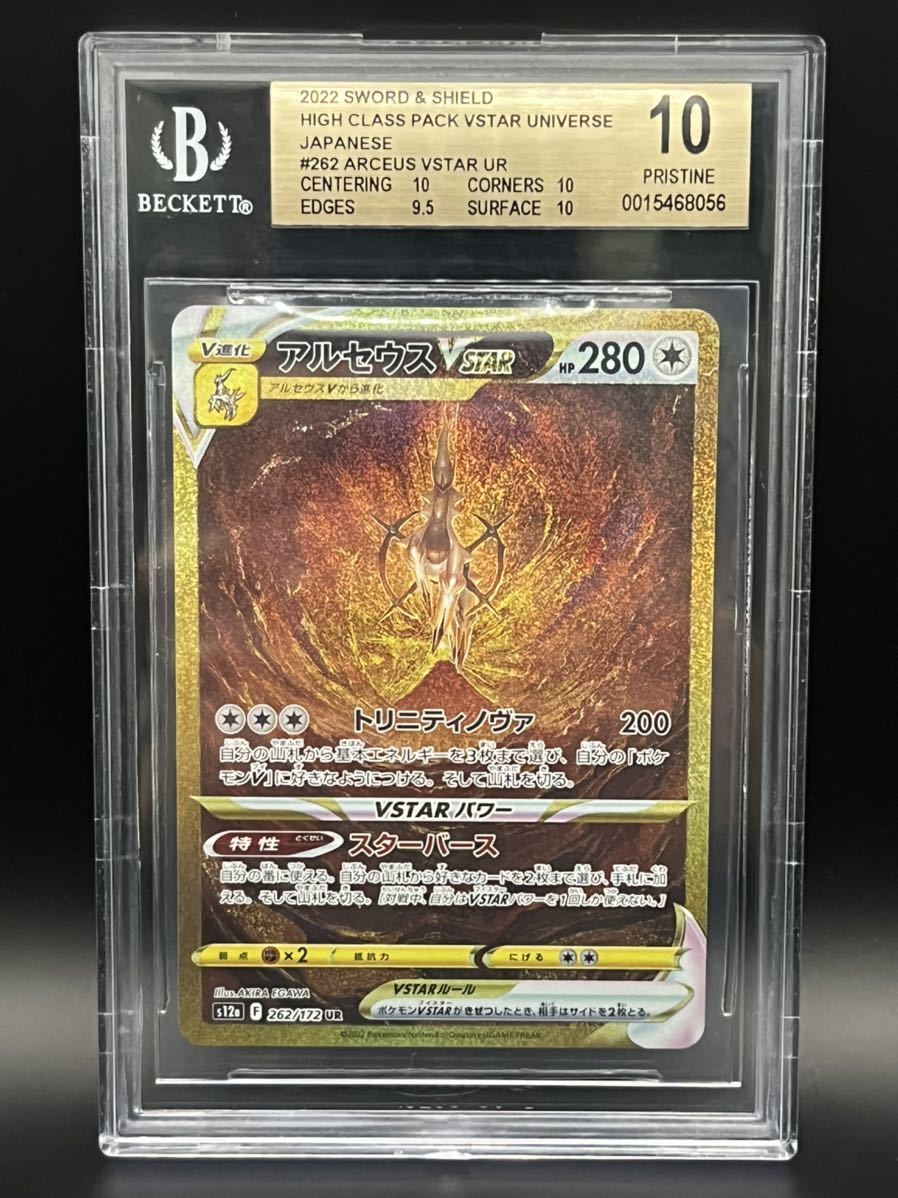 B
BECKETT®
2022 SWORD & SHIELD
HIGH CLASS PACK VSTAR UNIVERSE
JAPANESE
#262 ARCEUS VSTAR UR
CENTERING 10 CORNERS 10
EDGES 9.5 SURFACE 10
10
PRISTINE
0015468056
V進化
アルセウスVSTAR HP 280
アルセウスVから進化
トリニティノヴァ 200
自分の山札から基本エネルギーを3枚まで選び、自分の「ポケ
モンV」に好きなようにつける。そして山札を切る。
VSTARパワー
特性 とくせい スターバース
自分の番に使える。自分の山札から好きなカードを2枚まで選び、手札に加
える。そして山札を切る。[対戦中、自分はVSTARパワーを1回しか使えない。]
弱点 ×2 抵抗力 にげる
Illus. AKIRA EGAWA
VSTARルール
ポケモンVSTARがきぜつしたとき、相手はサイドを2枚とる。
s12a F 262/172 UR
©2022 Pokémon/Nintendo/Creatures/GAME FREAK